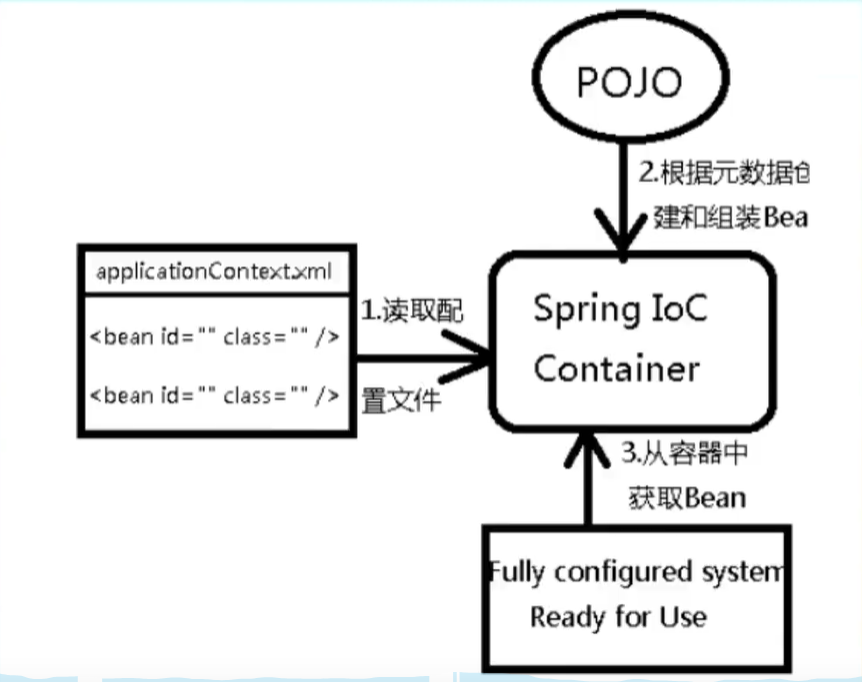 POJO
2.根据元数据创
建和组装Bea
applicationContext.xml
<bean id="" class="" />
<bean id="" class="" />
1.读取配
置文件
Spring IoC
Container
3.从容器中
获取Bean
Fully configured system
Ready for Use